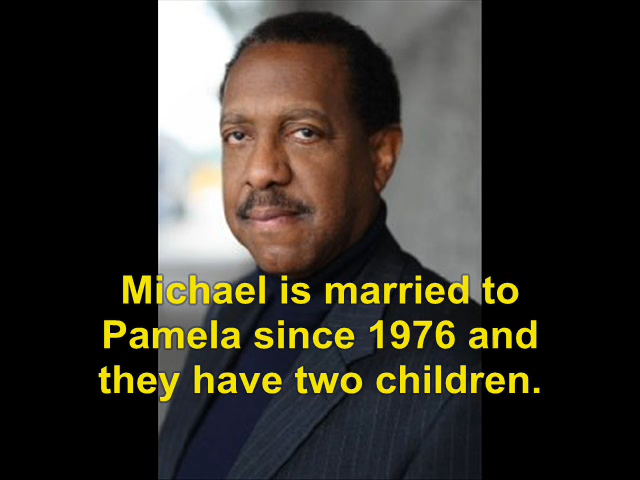 Michael is married to
Pamela since 1976 and
they have two children.